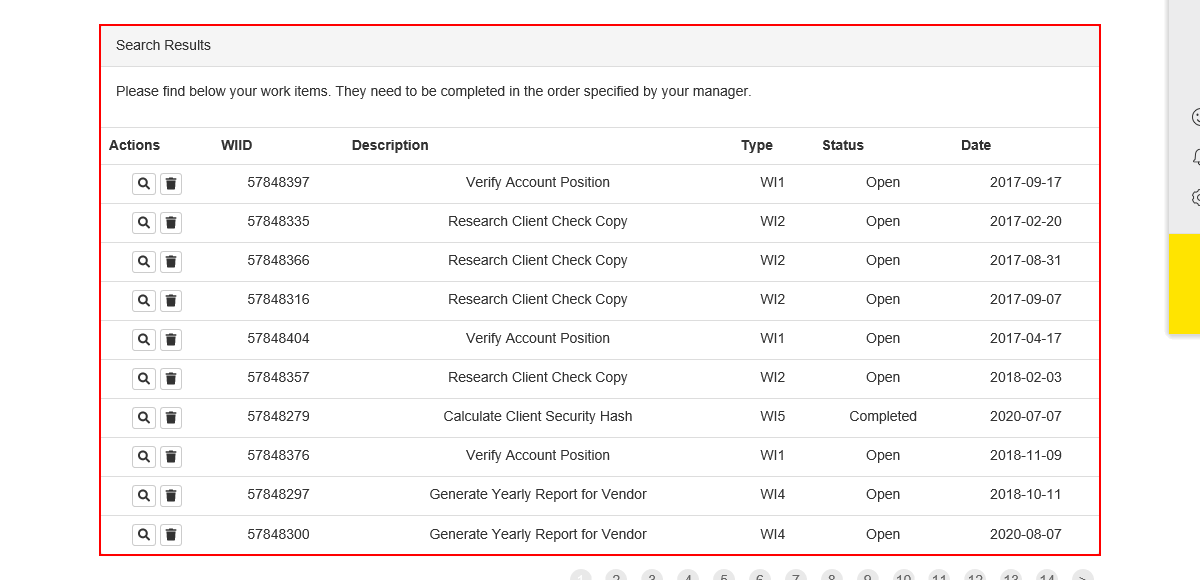 Search Results
Please find below your work items. They need to be completed in the order specified by your manager.
Actions WIID Description Type Status Date
57848397 Verify Account Position WI1 Open 2017-09-17
57848335 Research Client Check Copy WI2 Open 2017-02-20
57848366 Research Client Check Copy WI2 Open 2017-08-31
57848316 Research Client Check Copy WI2 Open 2017-09-07
57848404 Verify Account Position WI1 Open 2017-04-17
57848357 Research Client Check Copy WI2 Open 2018-02-03
57848279 Calculate Client Security Hash WI5 Completed 2020-07-07
57848376 Verify Account Position WI1 Open 2018-11-09
57848297 Generate Yearly Report for Vendor WI4 Open 2018-10-11
57848300 Generate Yearly Report for Vendor WI4 Open 2020-08-07
1 2 3 4 5 6 7 8 9 10 11 12 13 14 >